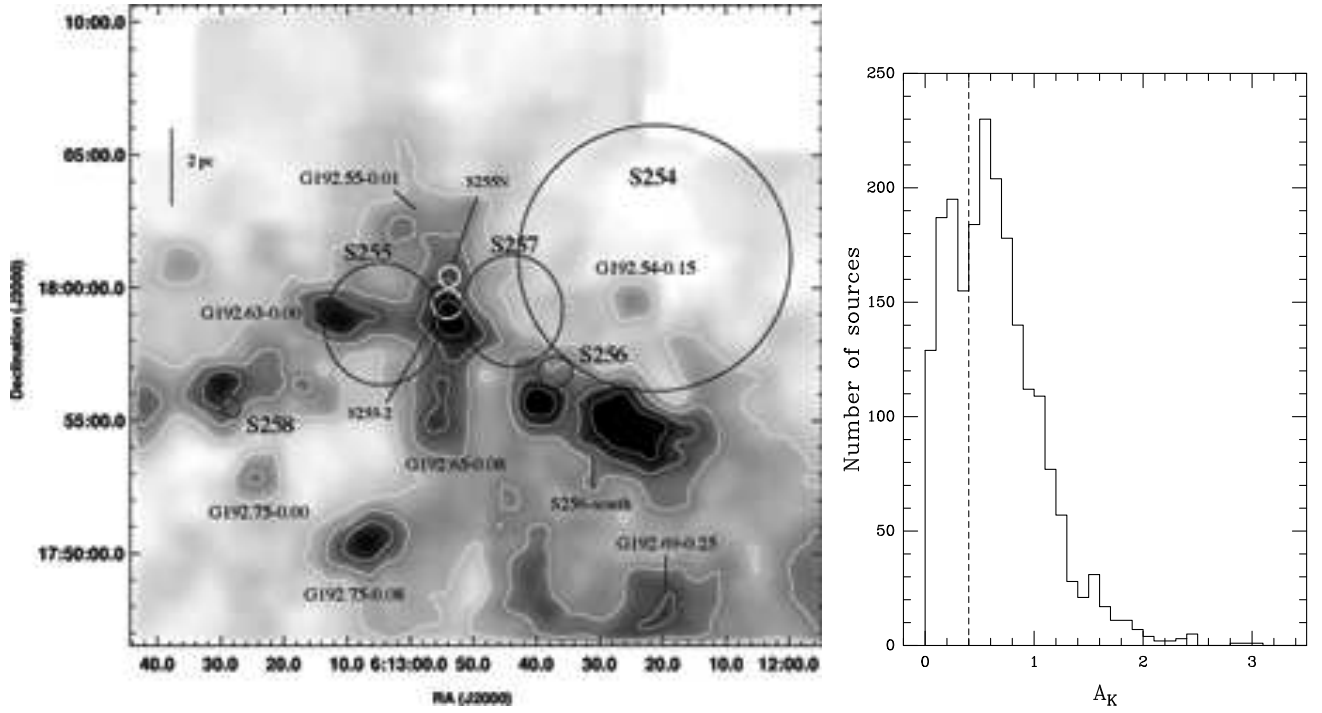 10:00.0
05:00.0
18:00:00.0
55:00.0
17:50:00.0
Declination (J2000)
2 pc
G192.55-0.01
S255N
S254
S255
S257
G192.54-0.15
G192.63-0.00
S256
S258
S255-2
G192.65-0.08
G192.75-0.00
S256-south
G192.69-0.25
G192.75-0.08
40.0 30.0 20.0 10.0 6:13:00.0 50.0 40.0 30.0 20.0 10.0 12:00.0
RA (J2000)
250
200
150
100
50
0
Number of sources
0 1 2 3
A_K